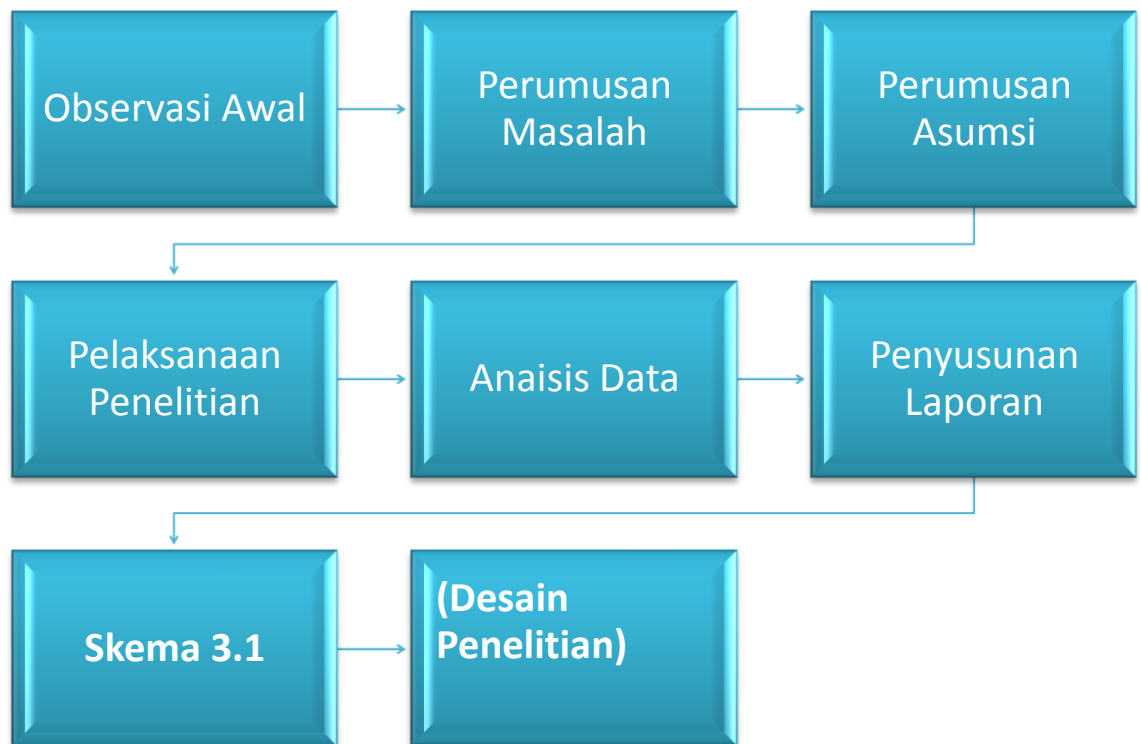 Observasi Awal
Perumusan
Masalah
Perumusan
Asumsi
Pelaksanaan
Penelitian
Anaisis Data
Penyusunan
Laporan
Skema 3.1
(Desain
Penelitian)